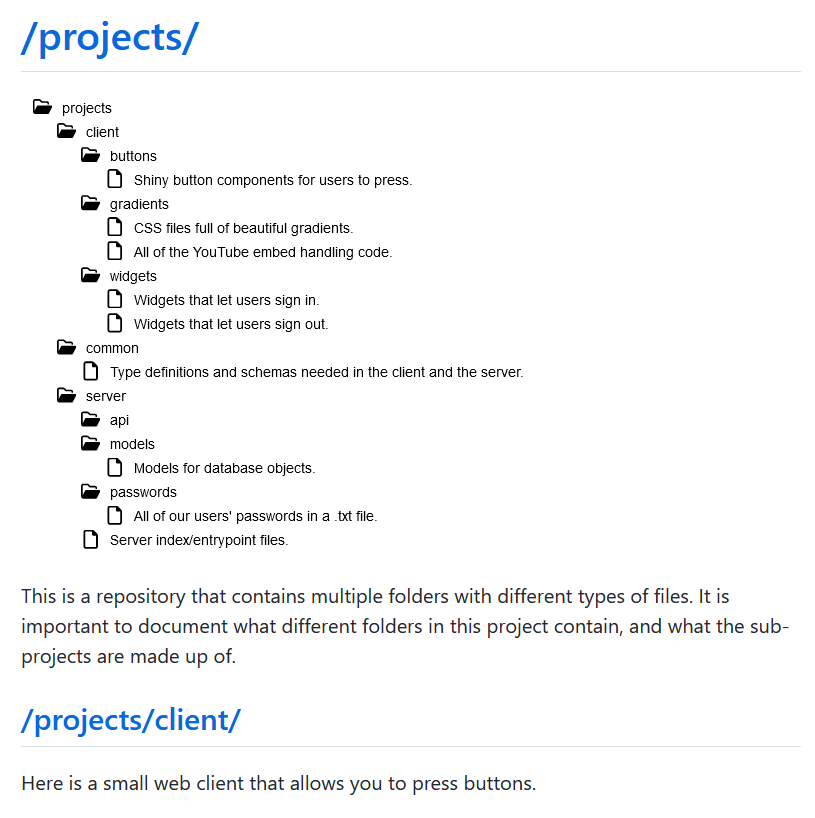 /projects/
projects
client
buttons
Shiny button components for users to press.
gradients
CSS files full of beautiful gradients.
All of the YouTube embed handling code.
widgets
Widgets that let users sign in.
Widgets that let users sign out.
common
Type definitions and schemas needed in the client and the server.
server
api
models
Models for database objects.
passwords
All of our users' passwords in a .txt file.
Server index/entrypoint files.
This is a repository that contains multiple folders with different types of files. It is
important to document what different folders in this project contain, and what the sub-
projects are made up of.
/projects/client/
Here is a small web client that allows you to press buttons.